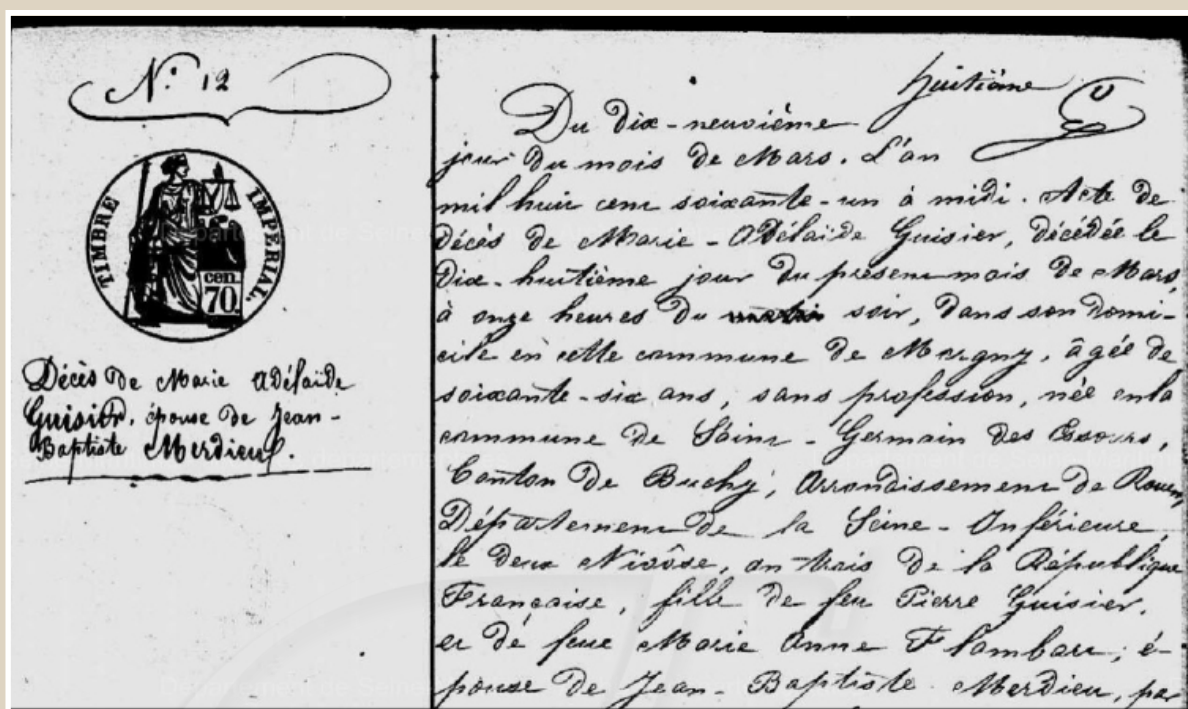 N.° 12
TIMBRE IMPERIAL.
cen.
70.
Décès de Marie Adélaïde
Guisier, épouse de Jean-
Baptiste Merdieu.
huitième
Du dix-neuvième
jour du mois de Mars. L'an
mil huit cent soixante-un à midi. Acte de
décès de Marie-Adélaïde Guisier, décédée le
dix-huitième jour du présent mois de Mars,
à onze heures du matin soir, dans son domi-
cile en cette commune de Morgny, âgée de
soixante-six ans, sans profession, née en la
commune de Saint-Germain des Essours,
Canton de Buchy, Arrondissement de Rouen,
Département de la Seine-Inférieure,
le deux Nivôse, an trois de la République
Française, fille de feu Pierre Guisier,
et de feue Marie Anne Flambart; é-
pouse de Jean-Baptiste Merdieu, par